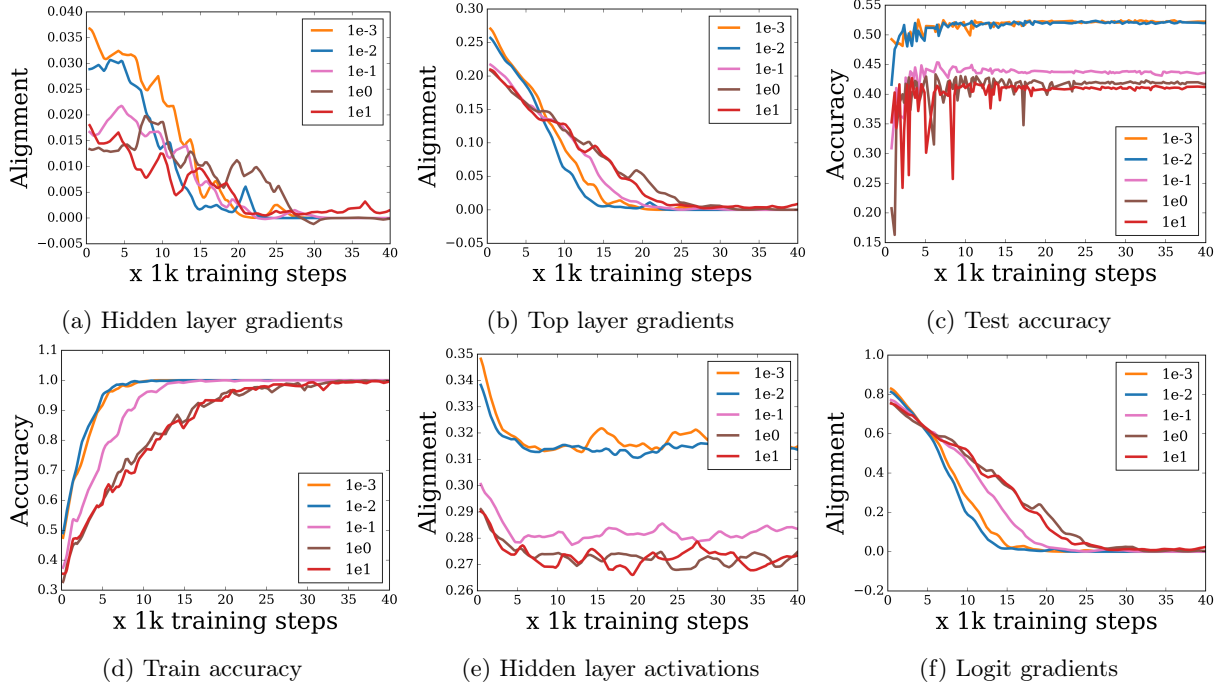 0.040
0.035
0.030
0.025
0.020
0.015
0.010
0.005
0.000
−0.005
Alignment
0 5 10 15 20 25 30 35 40
x 1k training steps
1e-3
1e-2
1e-1
1e0
1e1
(a) Hidden layer gradients
0.30
0.25
0.20
0.15
0.10
0.05
0.00
−0.05
Alignment
0 5 10 15 20 25 30 35 40
x 1k training steps
1e-3
1e-2
1e-1
1e0
1e1
(b) Top layer gradients
0.55
0.50
0.45
0.40
0.35
0.30
0.25
0.20
0.15
Accuracy
0 5 10 15 20 25 30 35 40
x 1k training steps
1e-3
1e-2
1e-1
1e0
1e1
(c) Test accuracy
1.1
1.0
0.9
0.8
0.7
0.6
0.5
0.4
0.3
Accuracy
0 5 10 15 20 25 30 35 40
x 1k training steps
1e-3
1e-2
1e-1
1e0
1e1
(d) Train accuracy
0.35
0.34
0.33
0.32
0.31
0.30
0.29
0.28
0.27
0.26
Alignment
0 5 10 15 20 25 30 35 40
x 1k training steps
1e-3
1e-2
1e-1
1e0
1e1
(e) Hidden layer activations
1.0
0.8
0.6
0.4
0.2
0.0
−0.2
Alignment
0 5 10 15 20 25 30 35 40
x 1k training steps
1e-3
1e-2
1e-1
1e0
1e1
(f) Logit gradients